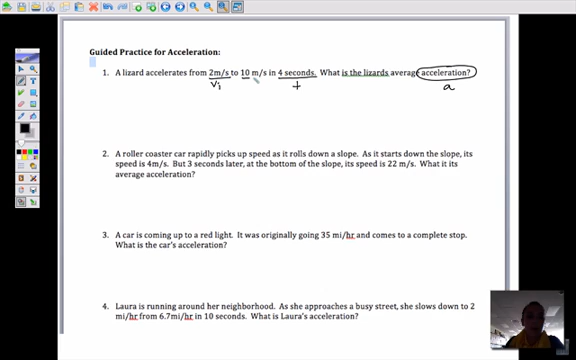 Guided Practice for Acceleration:
1. A lizard accelerates from 2m/s to 10 m/s in 4 seconds. What is the lizards average acceleration?
Vi t a
2. A roller coaster car rapidly picks up speed as it rolls down a slope. As it starts down the slope, its
speed is 4m/s. But 3 seconds later, at the bottom of the slope, its speed is 22 m/s. What it its
average acceleration?
3. A car is coming up to a red light. It was originally going 35 mi/hr and comes to a complete stop.
What is the car's acceleration?
4. Laura is running around her neighborhood. As she approaches a busy street, she slows down to 2
mi/hr from 6.7mi/hr in 10 seconds. What is Laura's acceleration?